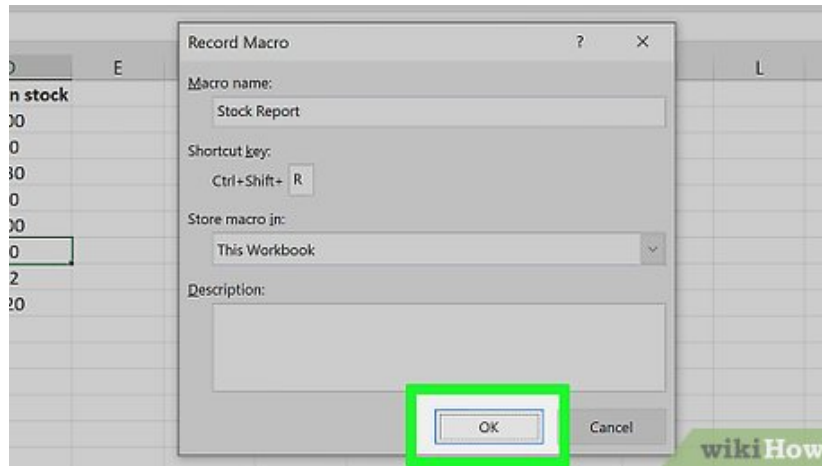 Record Macro ? ×
E L
Macro name:
n stock
Stock Report
00
0
Shortcut key:
80
Ctrl+Shift+ R
0
00
Store macro in:
0
This Workbook
2
Description:
20
OK Cancel
wikiHow